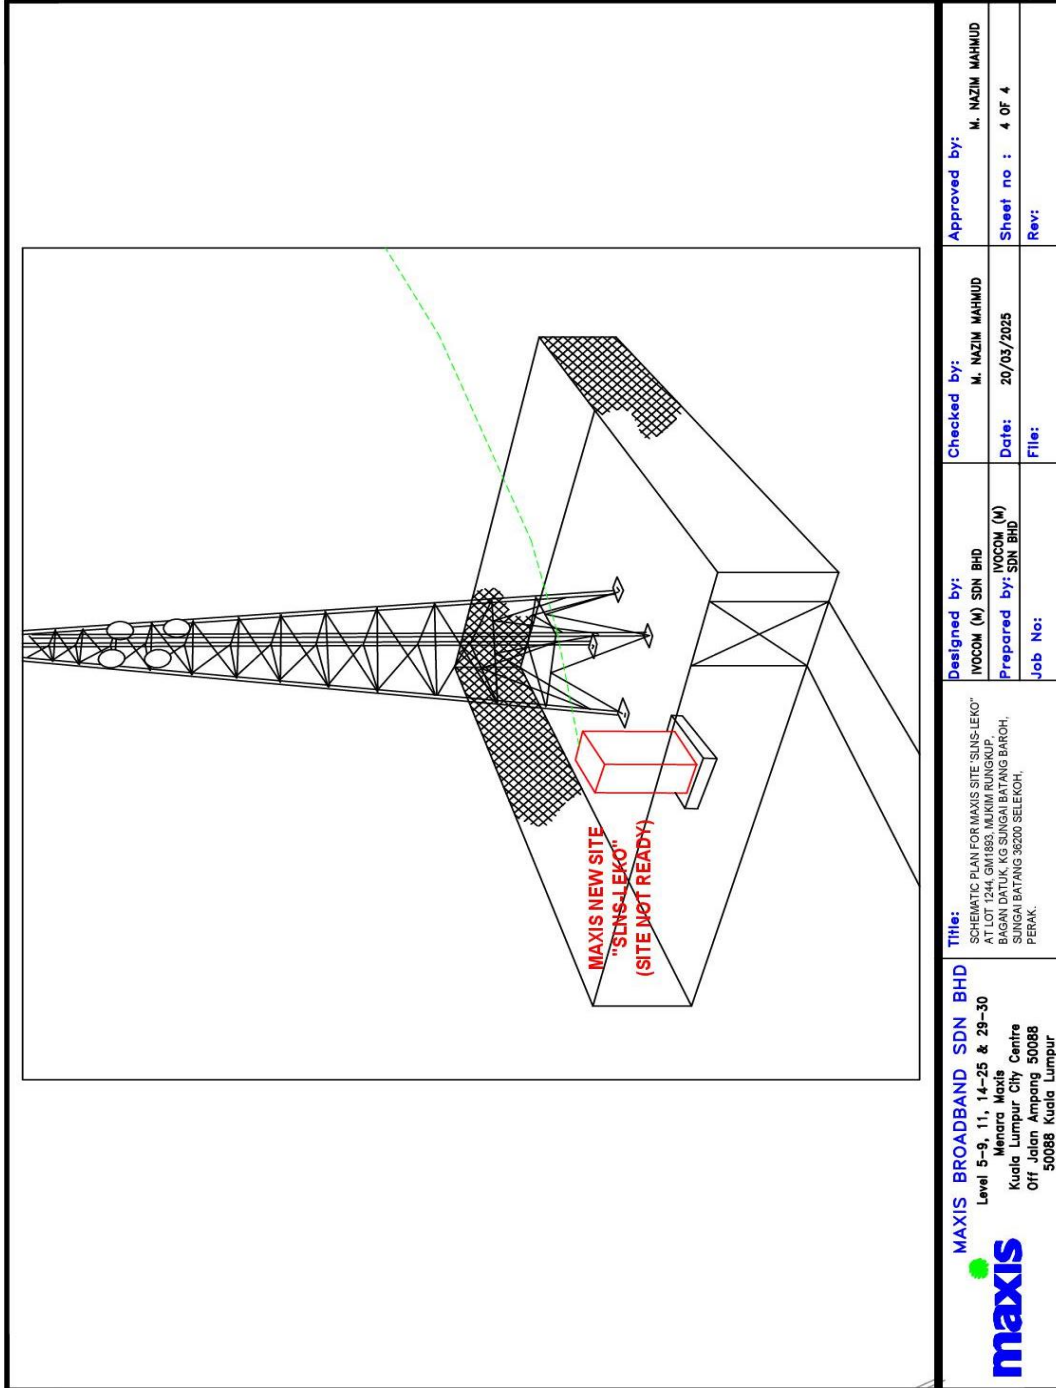 MAXIS NEW SITE
"SLNS-LEKO"
(SITE NOT READY)
maxis
MAXIS BROADBAND SDN BHD
Level 5-9, 11, 14-25 & 29-30
Menara Maxis
Kuala Lumpur City Centre
Off Jalan Ampang 50088
50088 Kuala Lumpur
Title:
SCHEMATIC PLAN FOR MAXIS SITE 'SLNS-LEKO"
AT LOT 1244, GM1893, MUKIM RUNGKUP,
BAGAN DATUK, KG SUNGAI BATANG BAROH,
SUNGAI BATANG 36200 SELEKOH,
PERAK.
Designed by:
IVOCOM (M) SDN BHD
Prepared by: IVOCOM (M)
SDN BHD
Job No:
Checked by:
M. NAZIM MAHMUD
Date: 20/03/2025
File:
Approved by:
M. NAZIM MAHMUD
Sheet no : 4 OF 4
Rev: